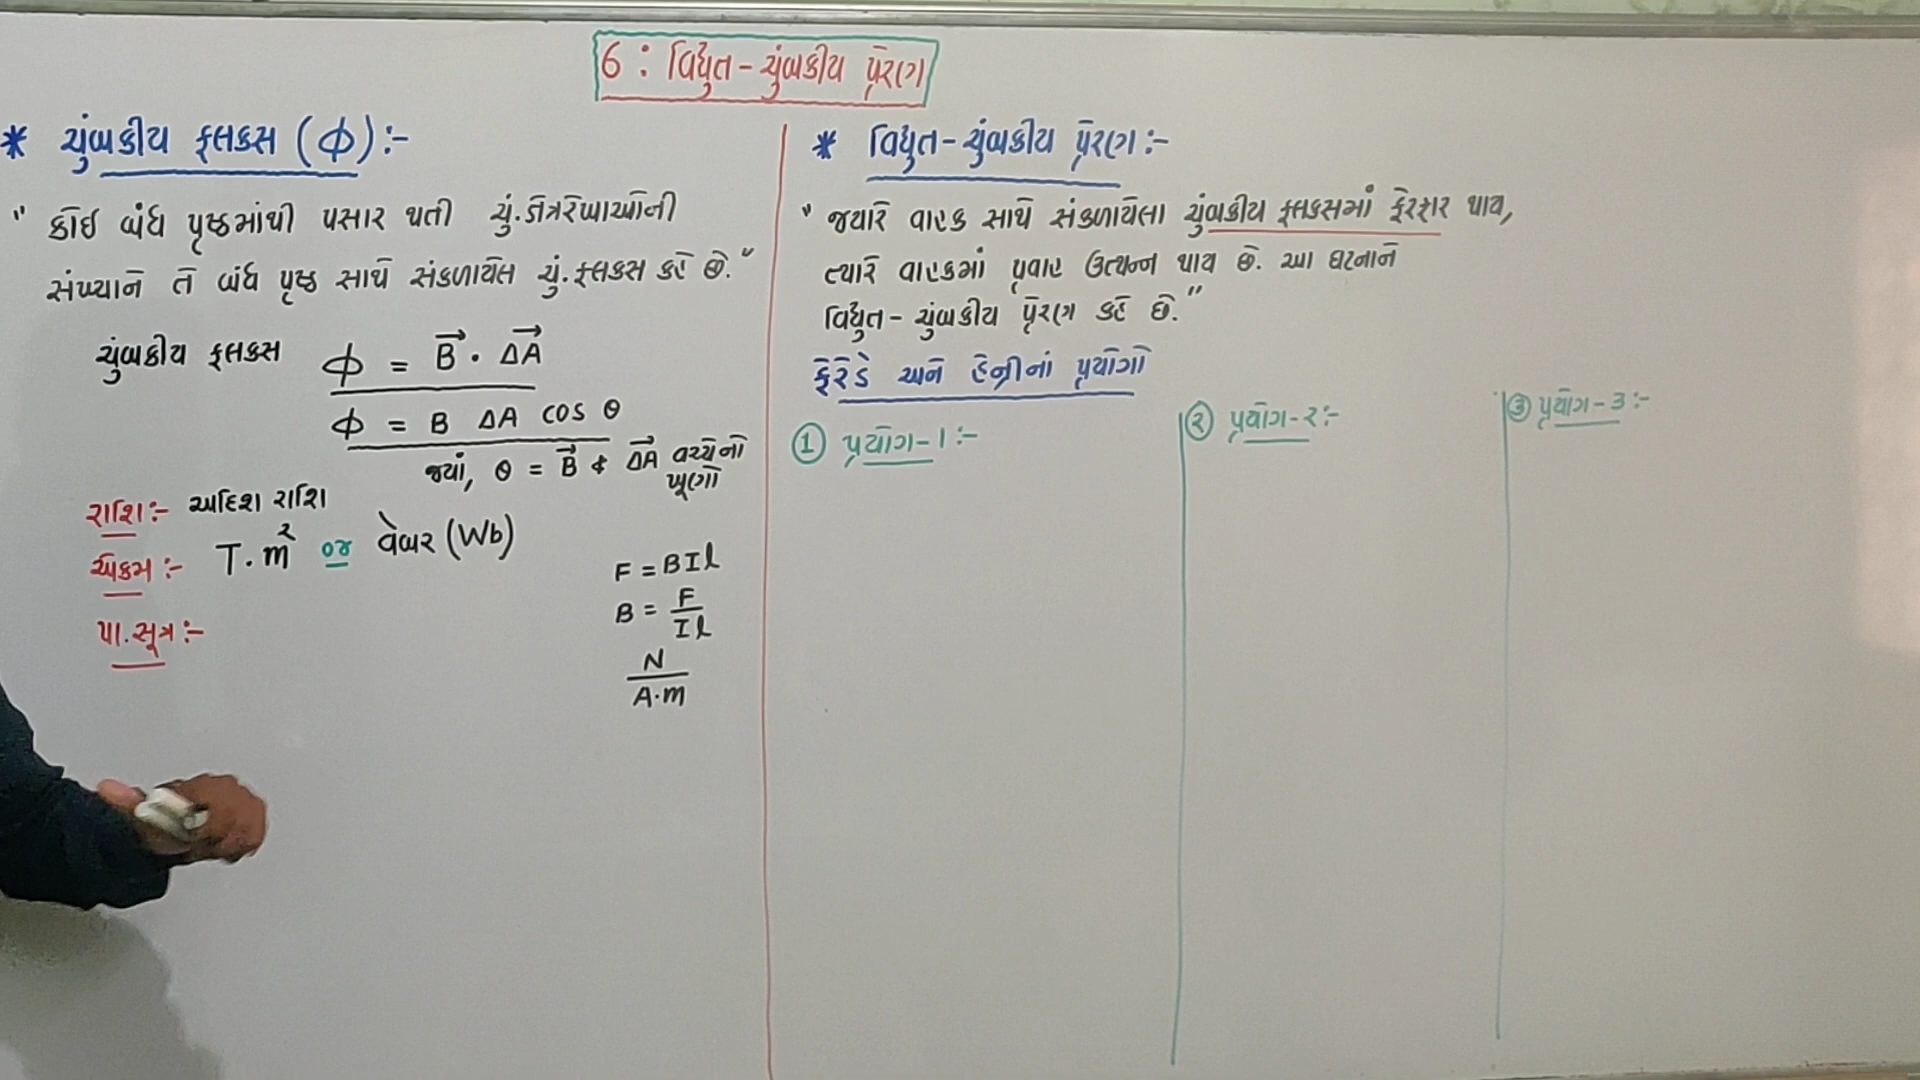 6 : વિદ્યુત - ચુંબકીય પ્રેરણ
* ચુંબકીય ફ્લક્સ (ϕ) :-
" કોઈ બંધ પૃષ્ઠમાંથી પસાર થતી ચું. ક્ષેત્રરેખાઓની
સંખ્યાને તે બંધ પૃષ્ઠ સાથે સંકળાયેલ ચું. ફ્લક્સ કહે છે. "
ચુંબકીય ફ્લક્સ ϕ = B⃗ · ΔA⃗
ϕ = B ΔA cos θ
જ્યાં, θ = B⃗ & ΔA⃗ વચ્ચેનો
ખૂણો
રાશિ :- અદિશ રાશિ
એકમ :- T·m² or વેબર (Wb)
પા. સૂત્ર :-
F = BIl
B = F / Il
N / A·m
* વિદ્યુત - ચુંબકીય પ્રેરણ :-
" જ્યારે વાહક સાથે સંકળાયેલા ચુંબકીય ફ્લક્સમાં ફેરફાર થાય,
ત્યારે વાહકમાં પ્રવાહ ઉત્પન્ન થાય છે. આ ઘટનાને
વિદ્યુત - ચુંબકીય પ્રેરણ કહે છે. "
ફેરેડે અને હેન્રીનાં પ્રયોગો
① પ્રયોગ - 1 :-
② પ્રયોગ - ૨ :-
③ પ્રયોગ - 3 :-